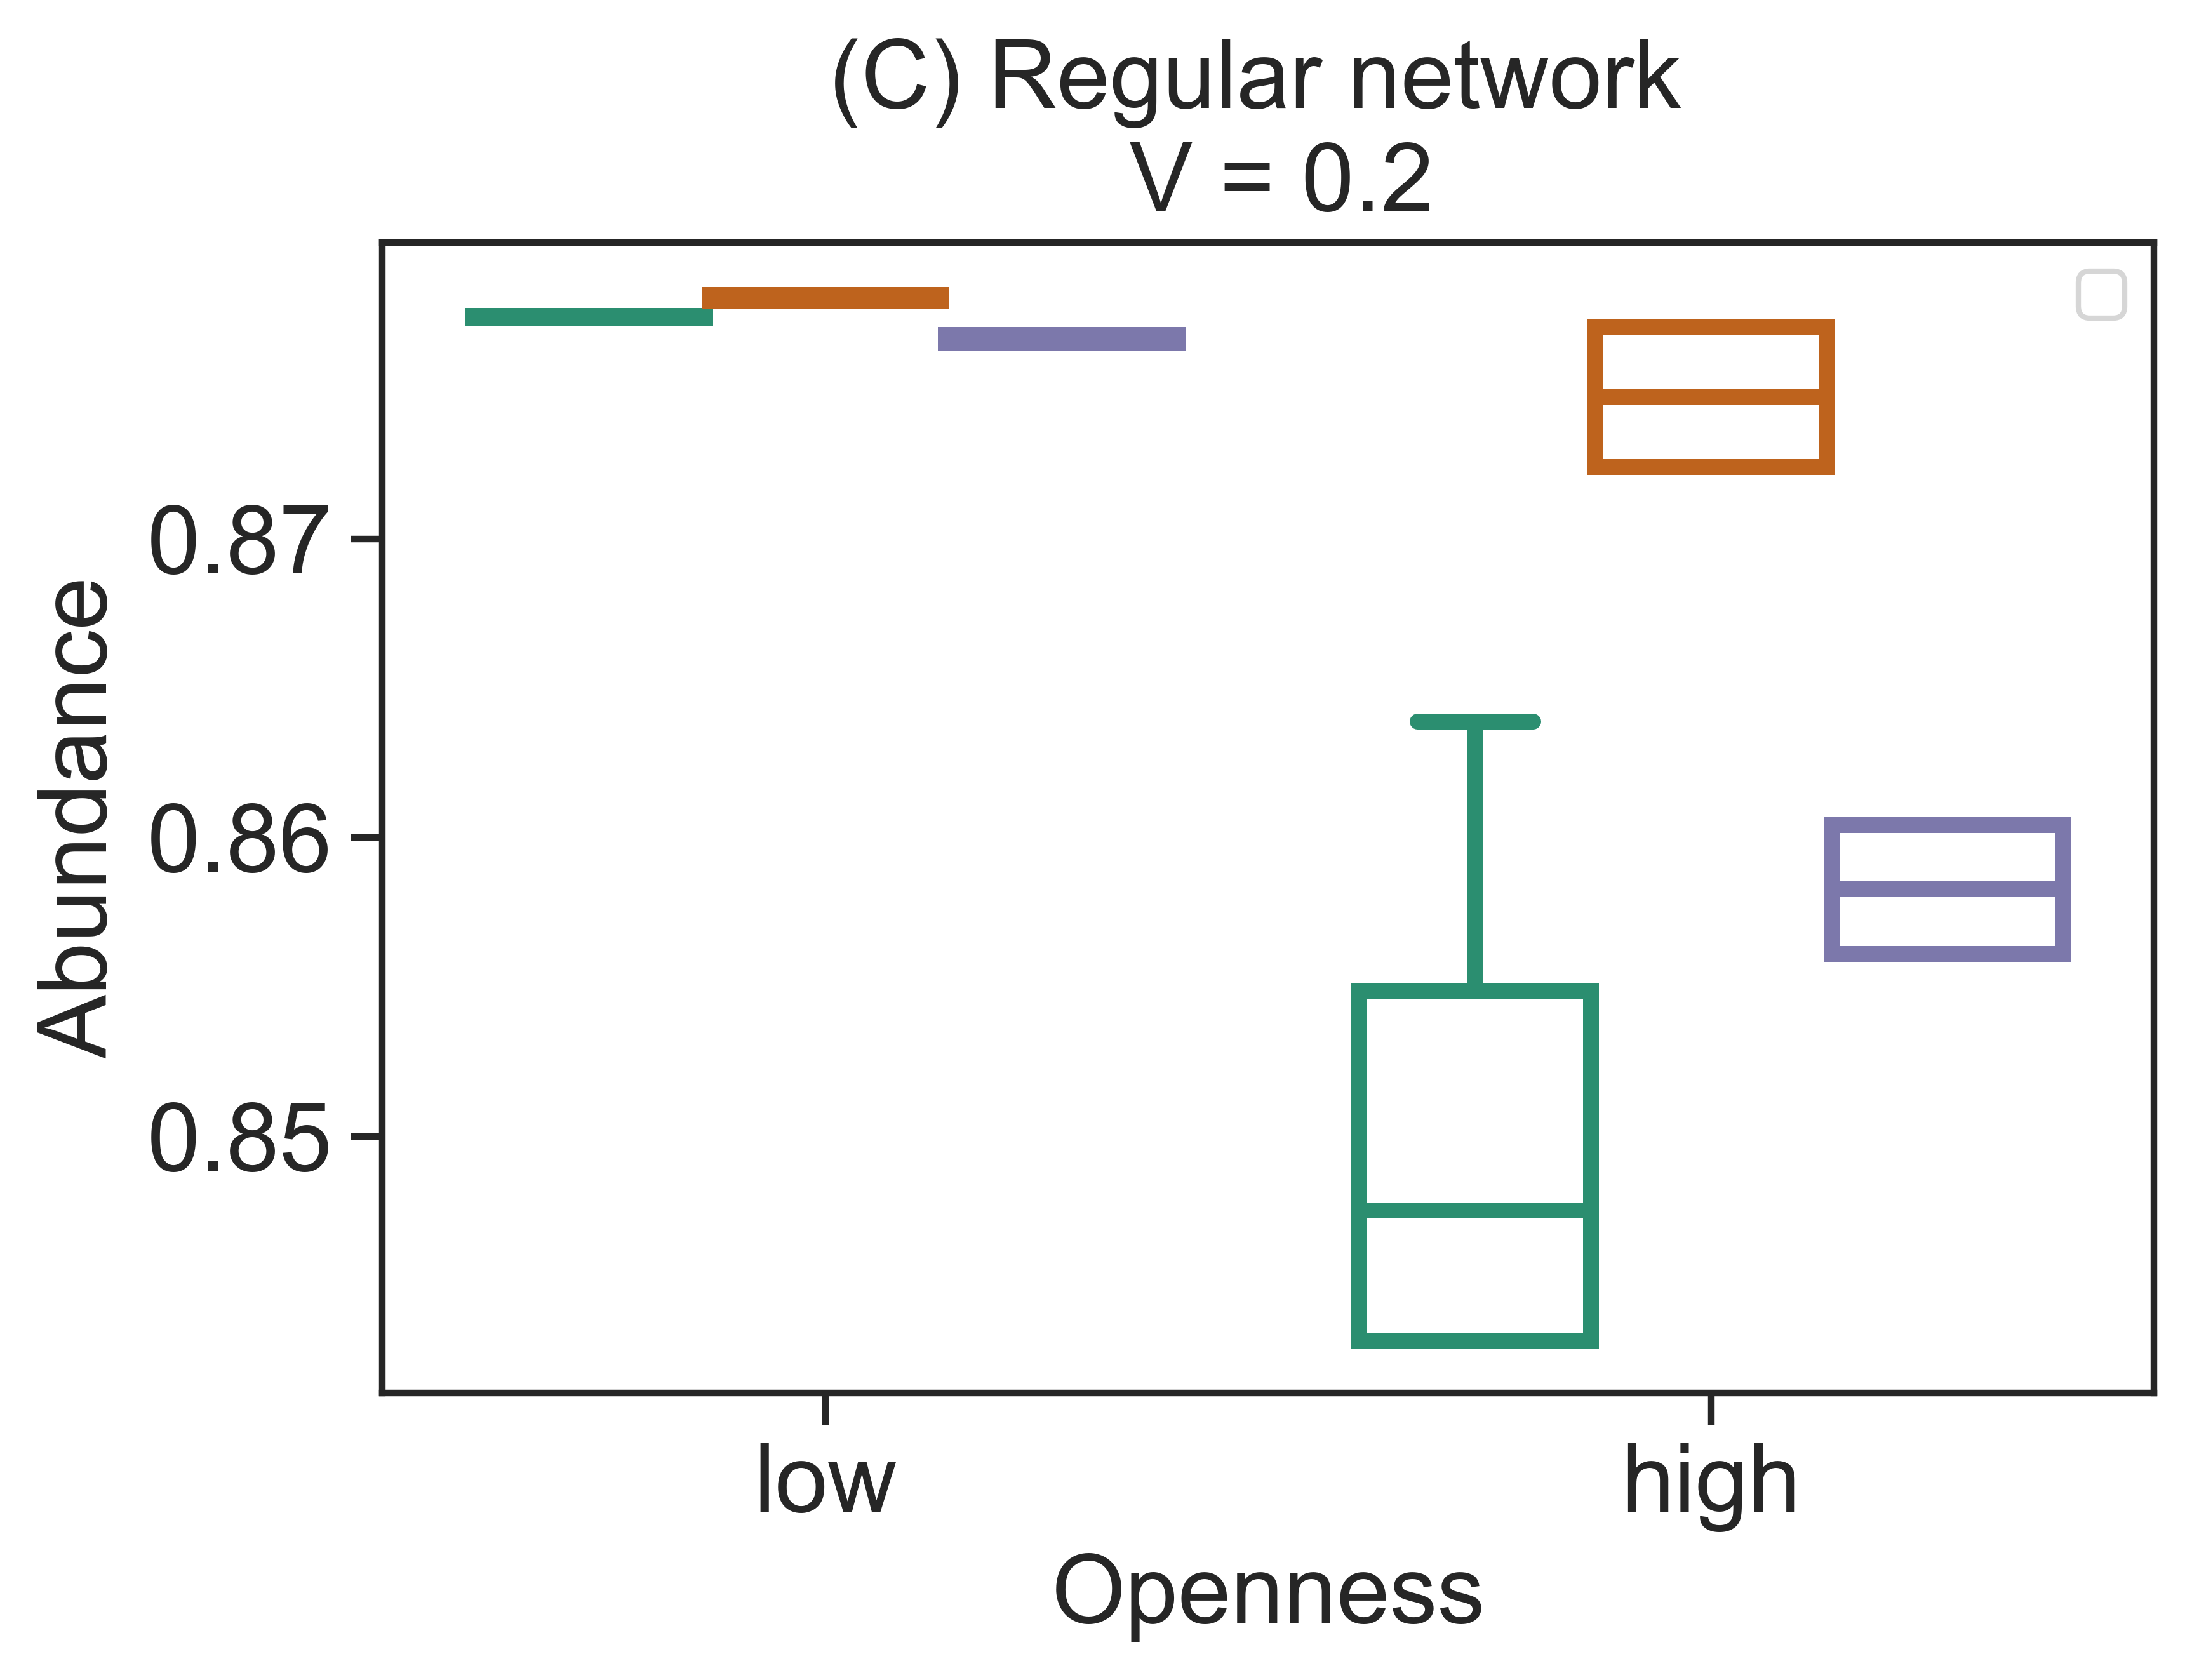 (C) Regular network
V = 0.2
0.87
0.86
0.85
Abundance
low
high
Openness